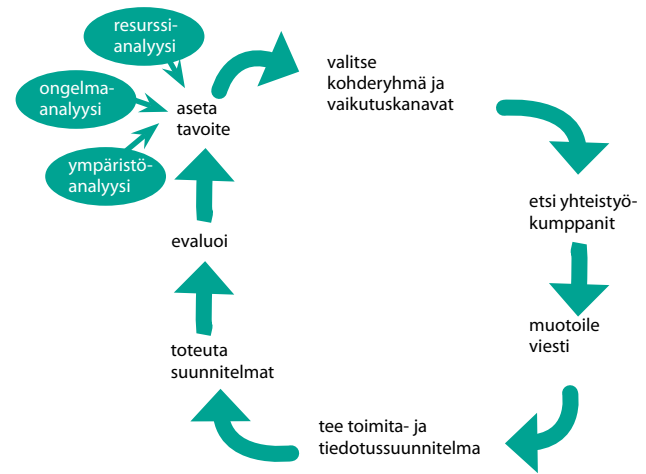 resurssi-
analyysi
ongelma-
analyysi
ympäristö-
analyysi
aseta
tavoite
valitse
kohderyhmä ja
vaikutuskanavat
etsi yhteistyö-
kumppanit
muotoile
viesti
tee toimita- ja
tiedotussuunnitelma
toteuta
suunnitelmat
evaluoi